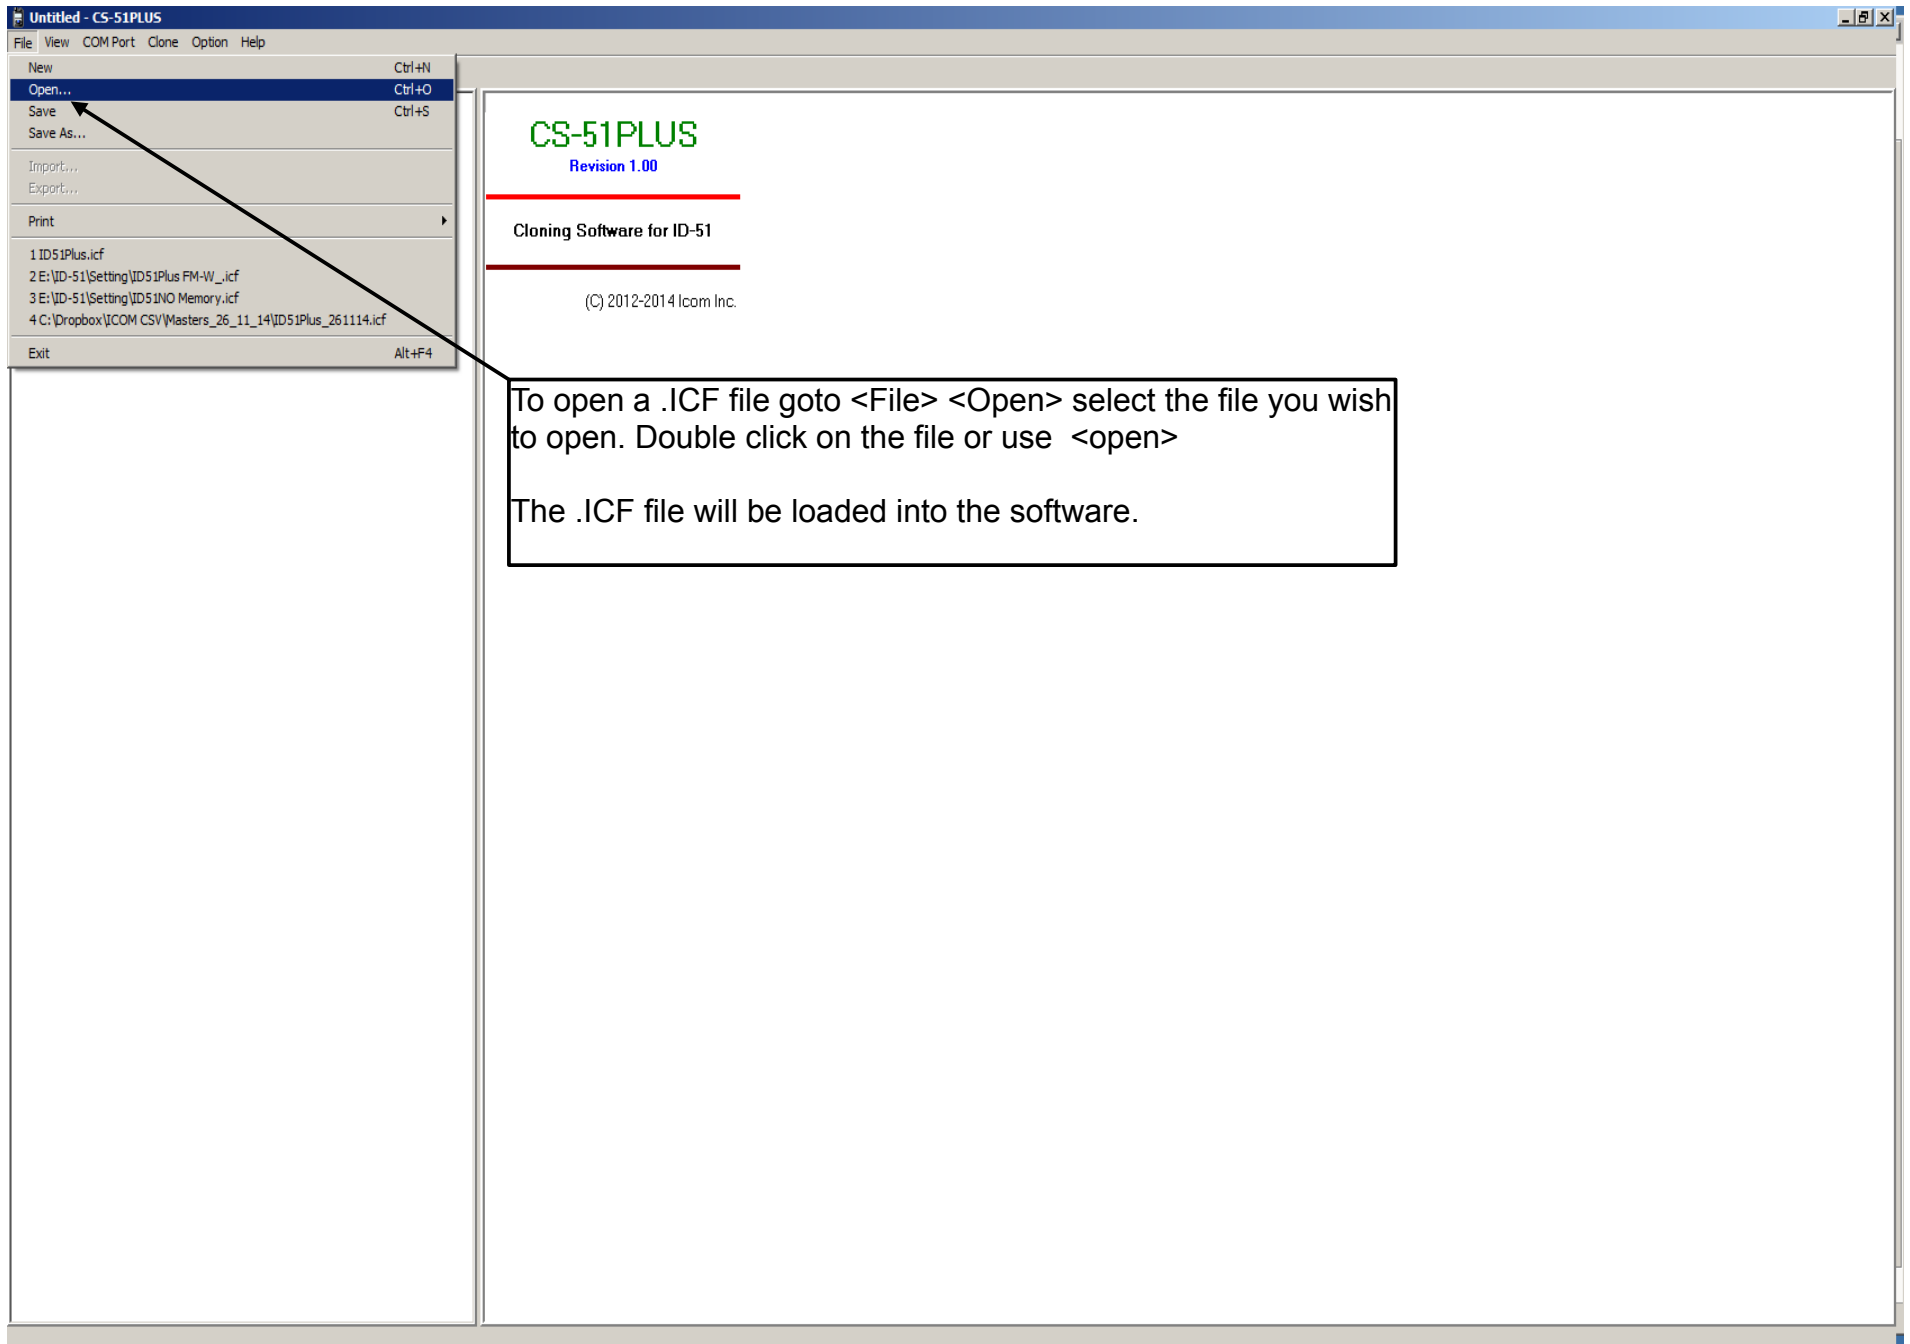 Untitled - CS-51PLUS
File View COM Port Clone Option Help
New Ctrl+N
Open... Ctrl+O
Save Ctrl+S
Save As...
Import...
Export...
Print
1 ID51Plus.icf
2 E:\ID-51\Setting\ID51Plus FM-W_.icf
3 E:\ID-51\Setting\ID51NO Memory.icf
4 C:\Dropbox\ICOM CSV\Masters_26_11_14\ID51Plus_261114.icf
Exit Alt+F4
CS-51PLUS
Revision 1.00
Cloning Software for ID-51
(C) 2012-2014 Icom Inc.
To open a .ICF file goto <File> <Open> select the file you wish
to open. Double click on the file or use  <open>
The .ICF file will be loaded into the software.